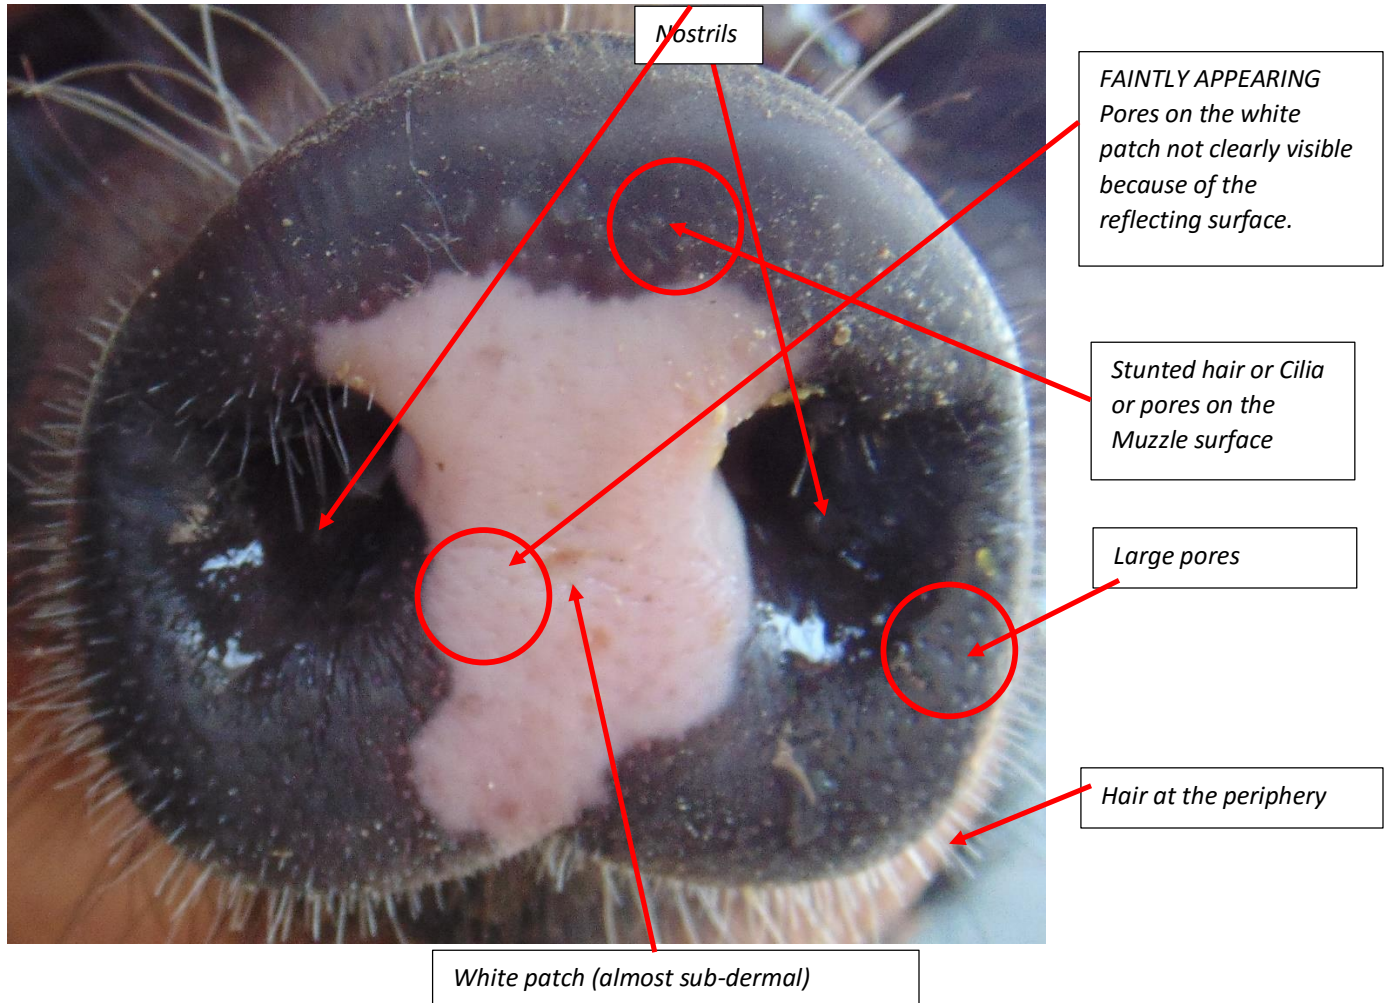 Nostrils
FAINTLY APPEARING
Pores on the white
patch not clearly visible
because of the
reflecting surface.
Stunted hair or Cilia
or pores on the
Muzzle surface
Large pores
Hair at the periphery
White patch (almost sub-dermal)